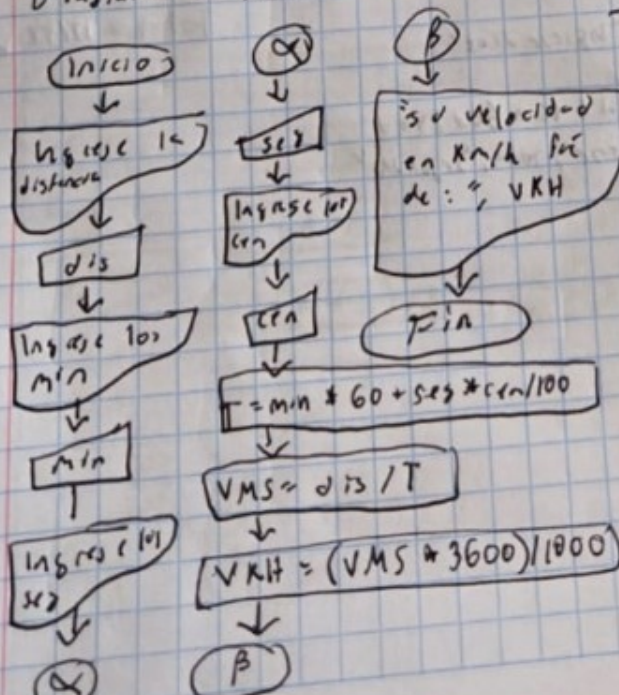 Inicio
Ingrese la
distancia
dis
Ingrese los
min
min
Ingrese los
seg
α
α
seg
Ingrese los
cen
cen
T = min * 60 + seg * cen/100
VMS = dis / T
VKH = (VMS * 3600)/1000
β
β
"su velocidad
en Km/h fue
de: ", VKH
Fin